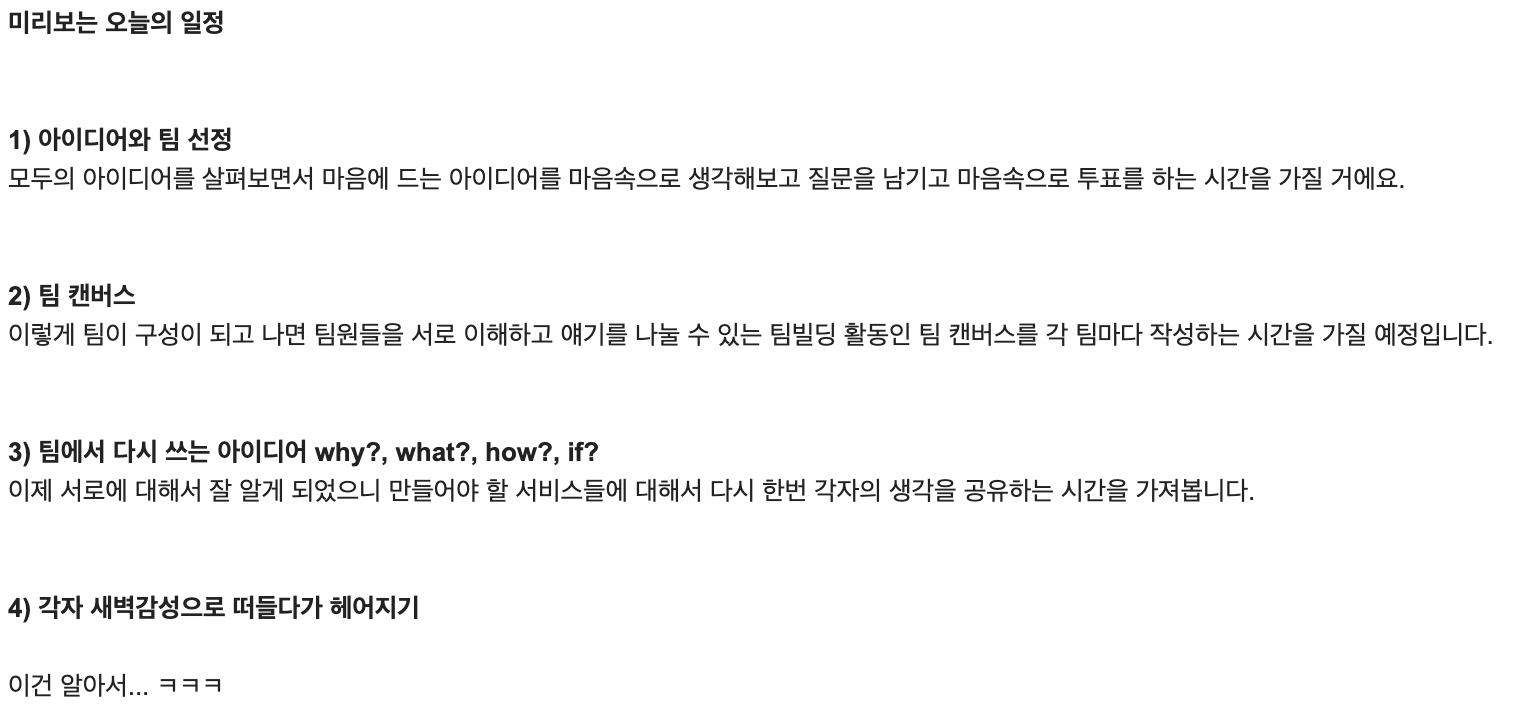 미리보는 오늘의 일정
1) 아이디어와 팀 선정
모두의 아이디어를 살펴보면서 마음에 드는 아이디어를 마음속으로 생각해보고 질문을 남기고 마음속으로 투표를 하는 시간을 가질 거에요.
2) 팀 캔버스
이렇게 팀이 구성이 되고 나면 팀원들을 서로 이해하고 얘기를 나눌 수 있는 팀빌딩 활동인 팀 캔버스를 각 팀마다 작성하는 시간을 가질 예정입니다.
3) 팀에서 다시 쓰는 아이디어 why?, what?, how?, if?
이제 서로에 대해서 잘 알게 되었으니 만들어야 할 서비스들에 대해서 다시 한번 각자의 생각을 공유하는 시간을 가져봅니다.
4) 각자 새벽감성으로 떠들다가 헤어지기
이건 알아서... ㅋㅋㅋ